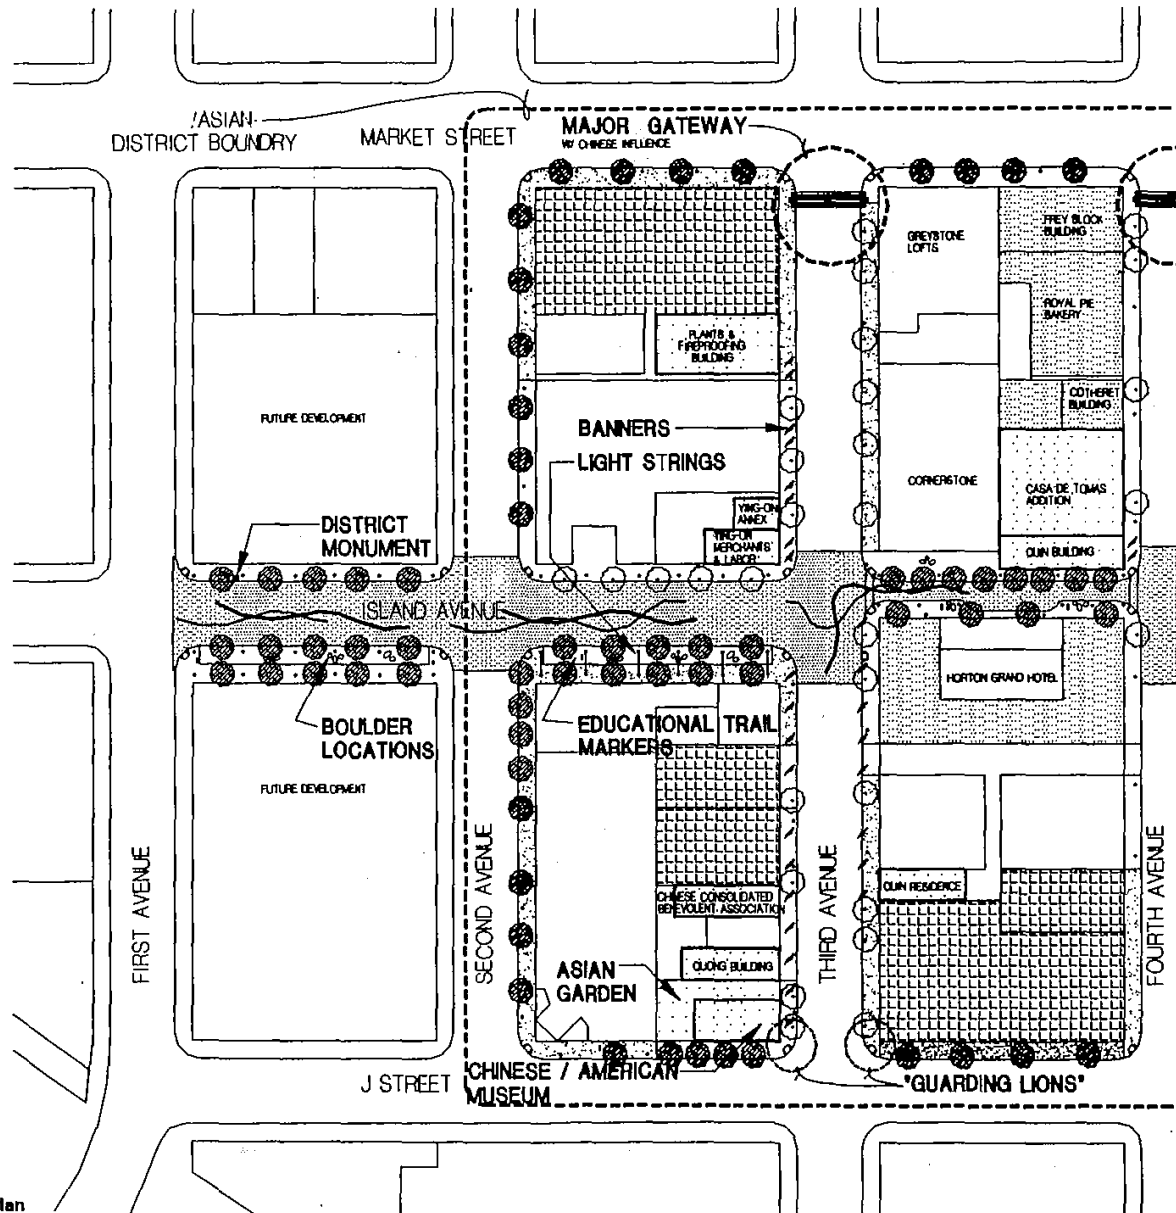 /ASIAN
DISTRICT BOUNDRY
MARKET STREET
MAJOR GATEWAY
W/ CHINESE INFLUENCE
GREYSTONE
LOFTS
FREY BLOCK
BUILDING
ROYAL PIE
BAKERY
PLANTS &
FIREPROOFING
BUILDING
COTHERET
BUILDING
FUTURE DEVELOPMENT
BANNERS
LIGHT STRINGS
CORNERSTONE
CASA DE TOMAS
ADDITION
YING-ON
ANNEX
YING-ON
MERCHANTS
& LABOR
QUIN BUILDING
DISTRICT
MONUMENT
ISLAND AVENUE
HORTON GRAND HOTEL
BOULDER
LOCATIONS
EDUCATIONAL TRAIL
MARKERS
FUTURE DEVELOPMENT
FIRST AVENUE
SECOND AVENUE
THIRD AVENUE
FOURTH AVENUE
QUIN RESIDENCE
CHINESE CONSOLIDATED
BENEVOLENT ASSOCIATION
QUONG BUILDING
ASIAN
GARDEN
J STREET
CHINESE / AMERICAN
MUSEUM
"GUARDING LIONS"
lan